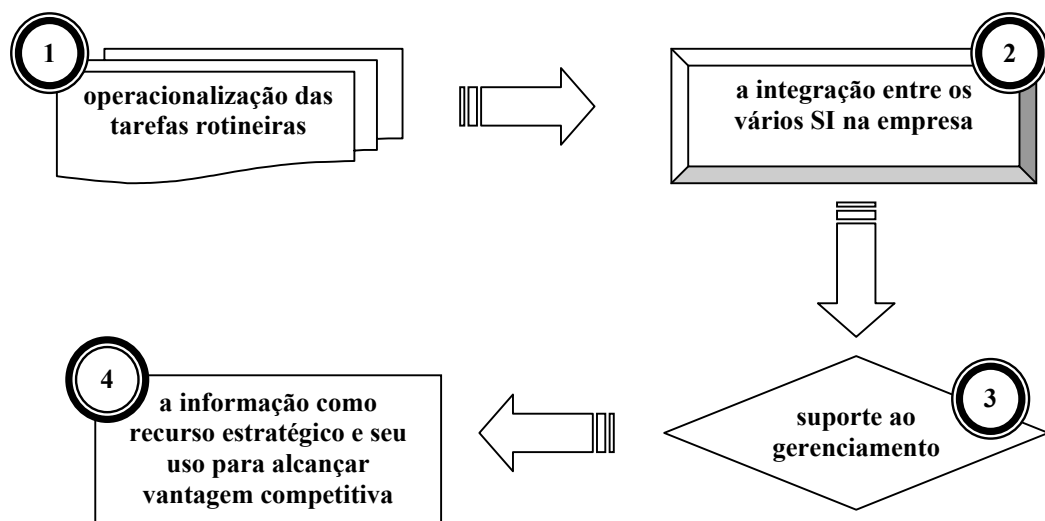 1
operacionalização das
tarefas rotineiras
2
a integração entre os
vários SI na empresa
3
suporte ao
gerenciamento
4
a informação como
recurso estratégico e seu
uso para alcançar
vantagem competitiva